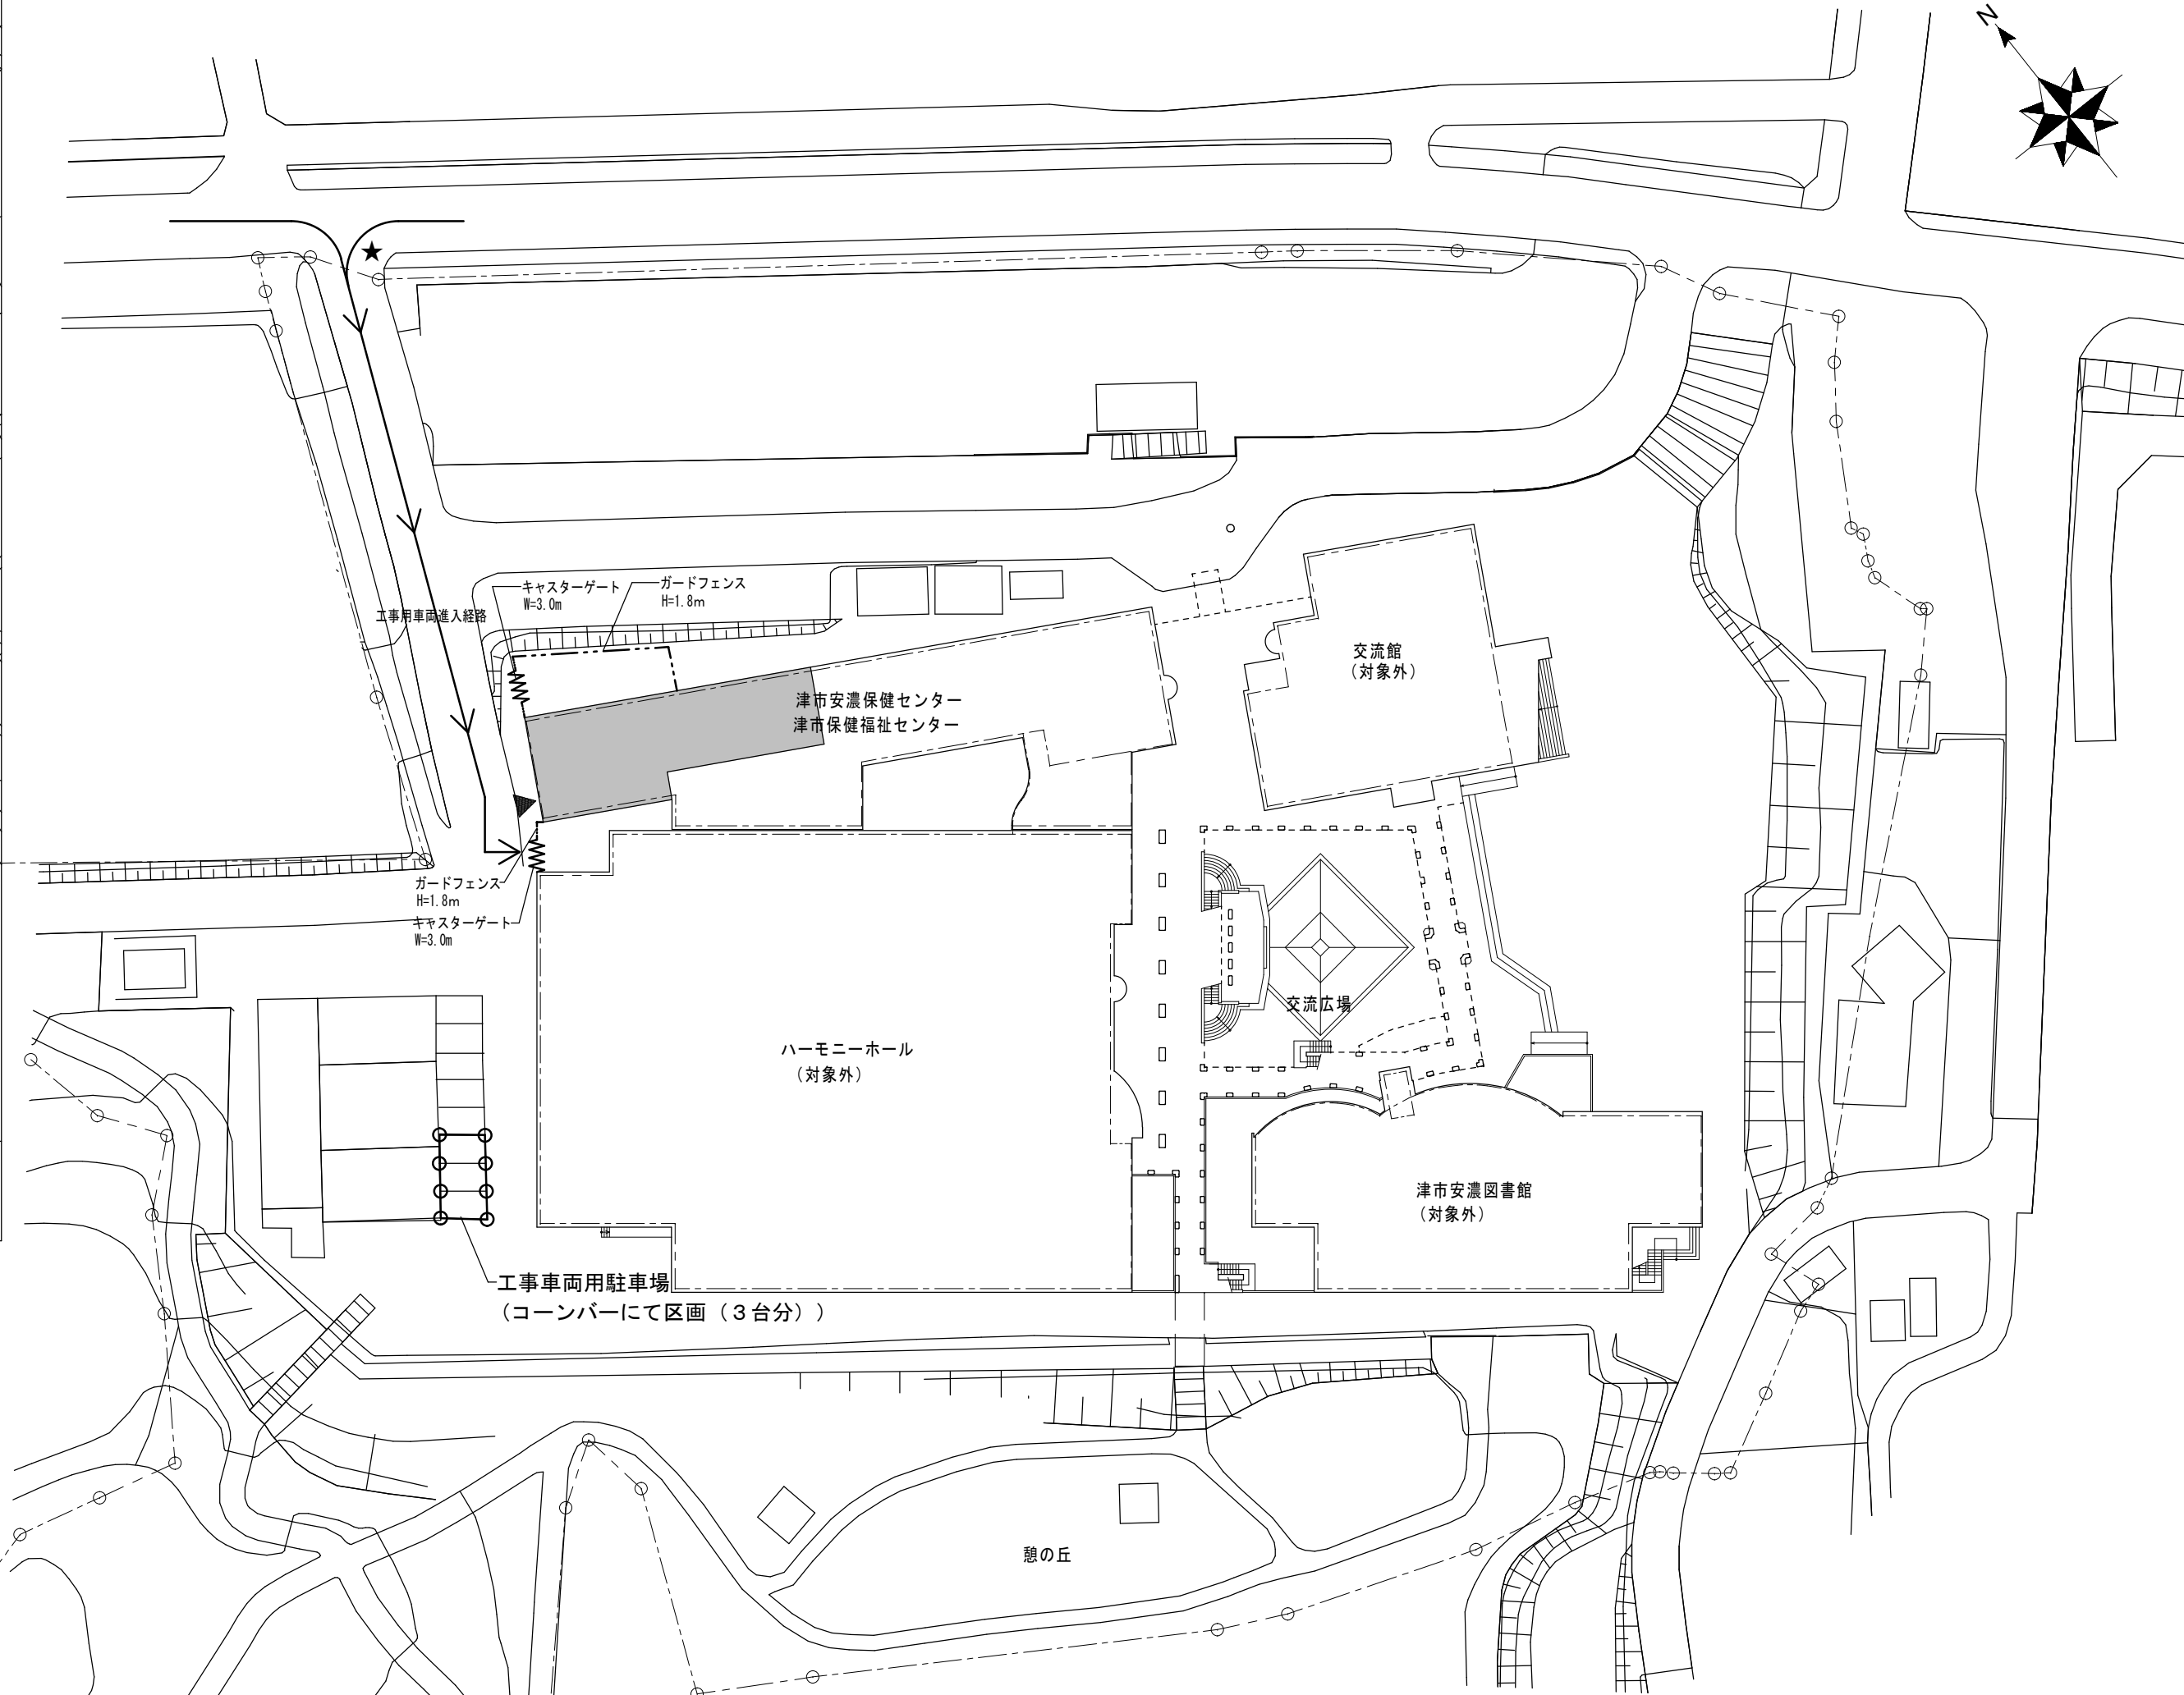 N
キャスターゲート
W=3.0m
ガードフェンス
H=1.8m
工事用車両進入経路
交流館
（対象外）
津市安濃保健センター
津市保健福祉センター
ガードフェンス
H=1.8m
キャスターゲート
W=3.0m
交流広場
ハーモニーホール
（対象外）
津市安濃図書館
（対象外）
工事車両用駐車場
（コーンバーにて区画（３台分））
憩の丘